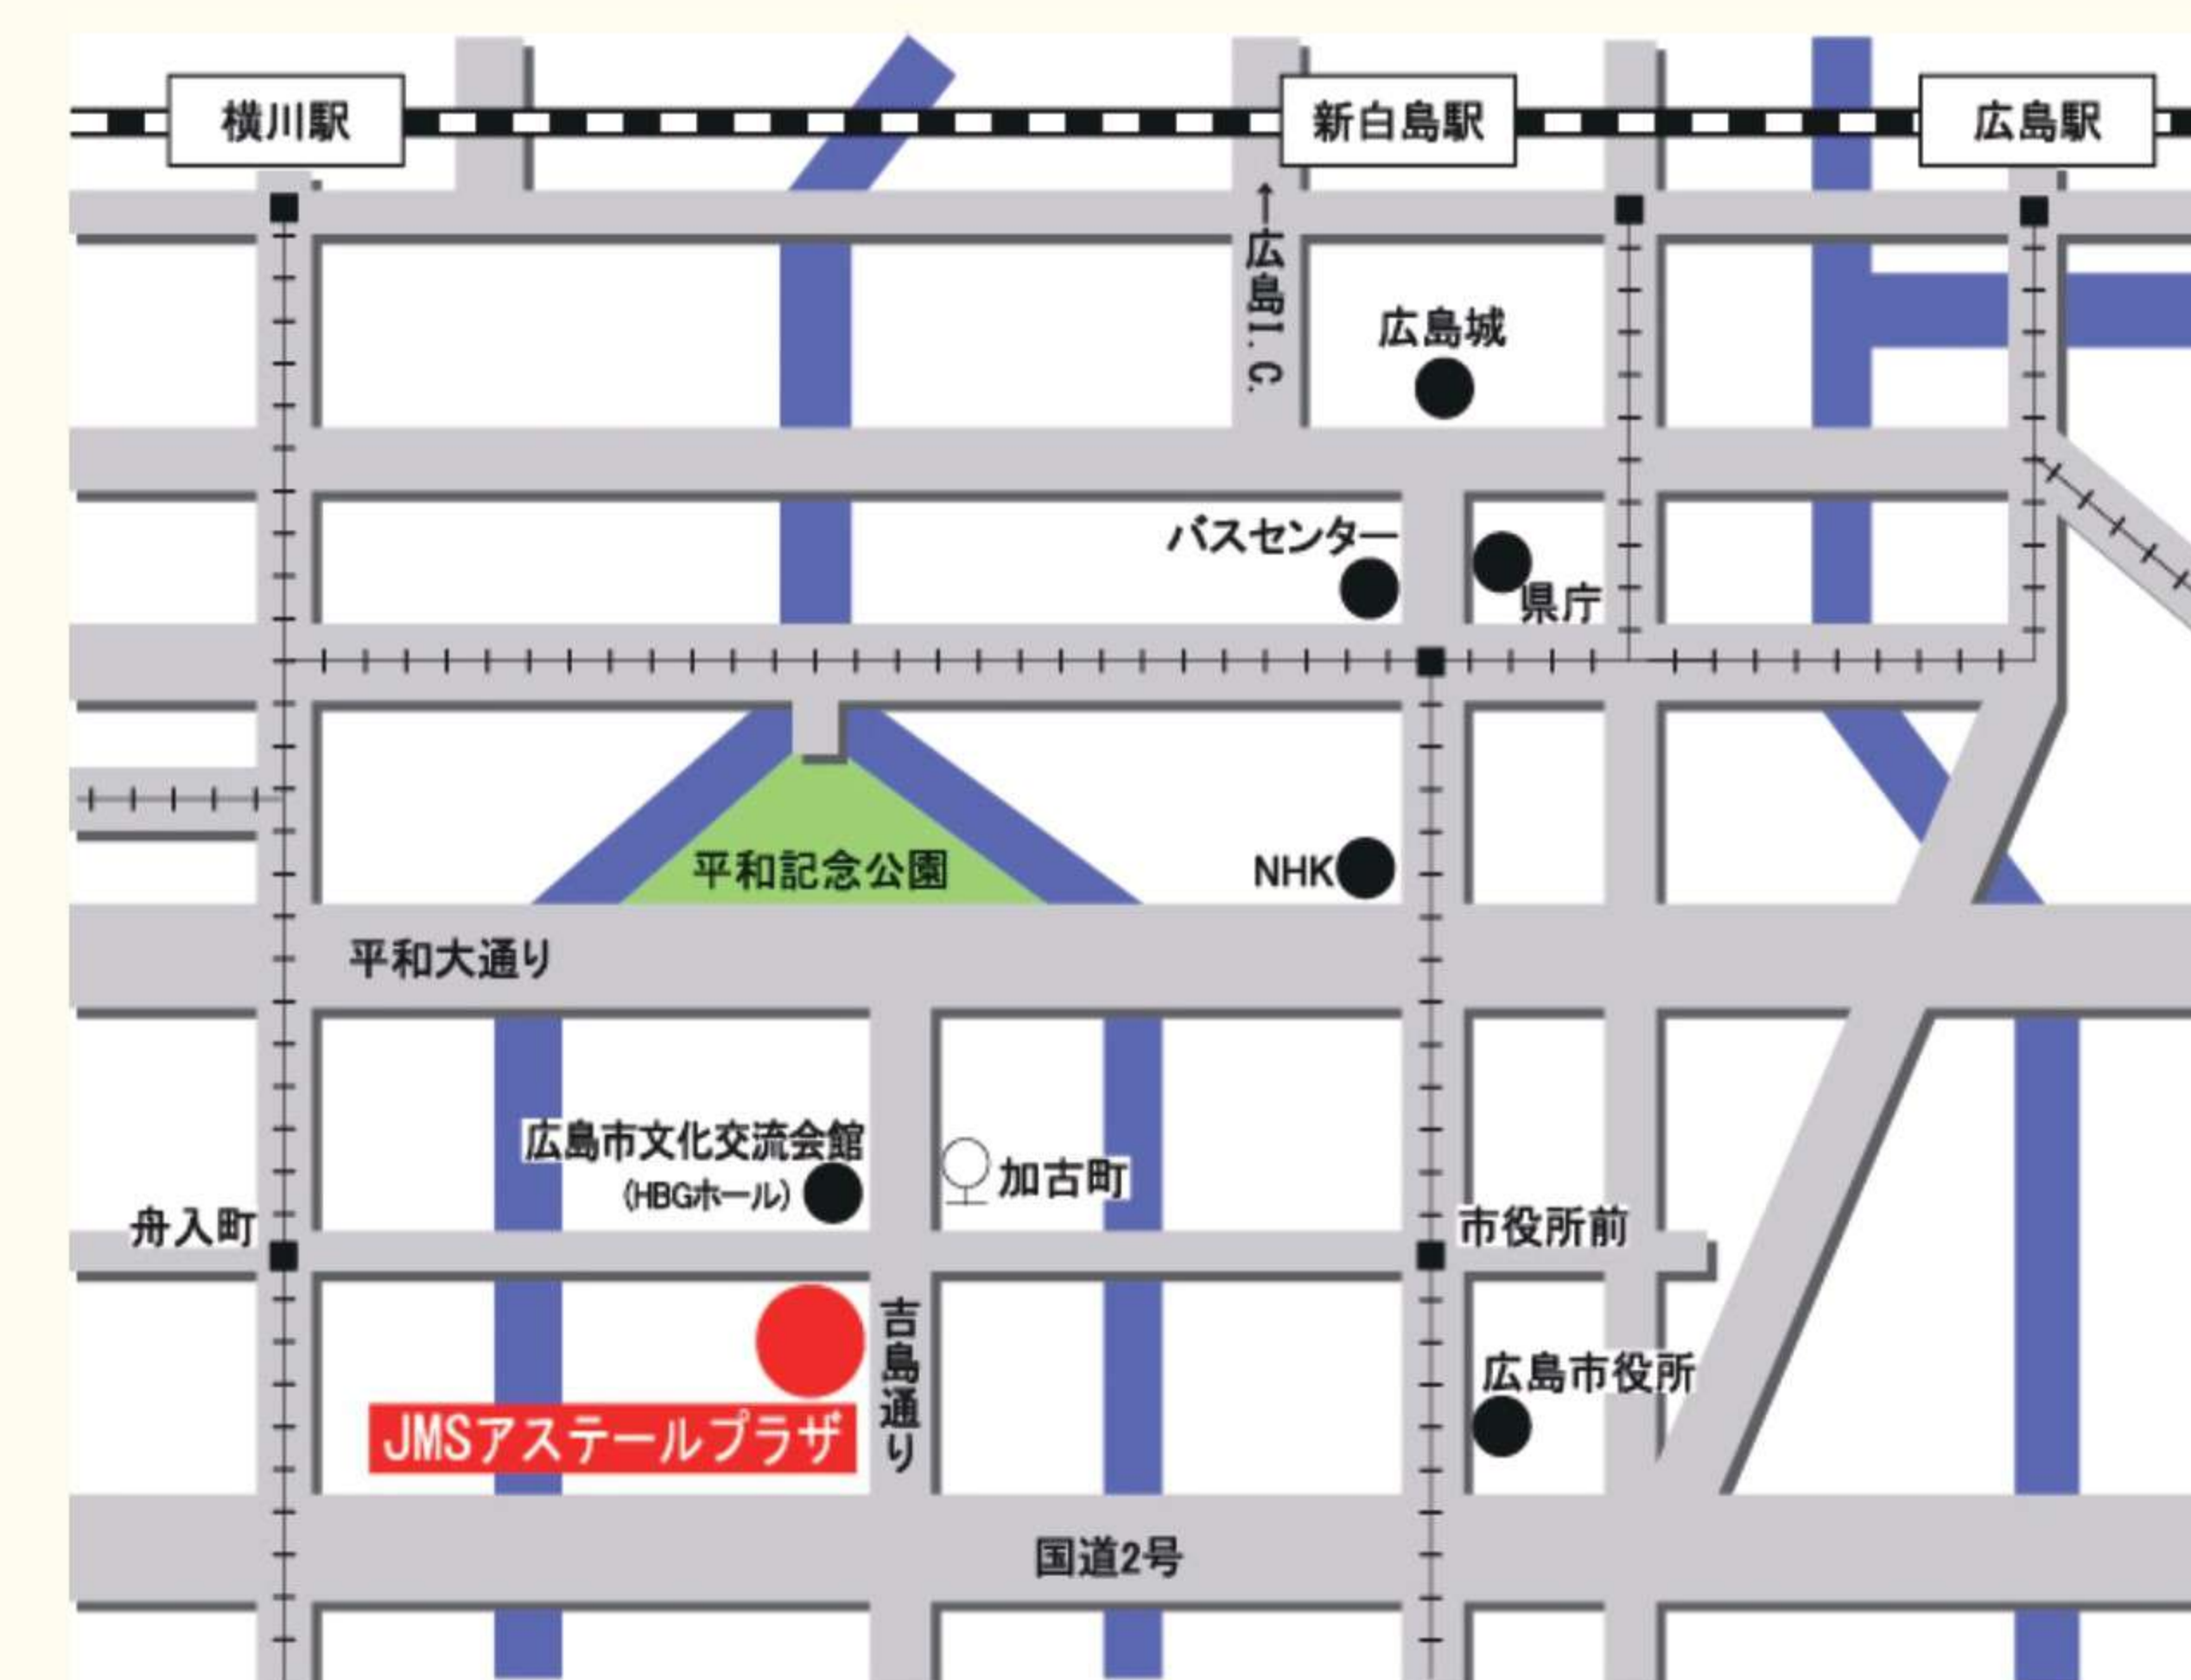 横川駅
新白島駅
広島駅
←広島I.C.
広島城
バスセンター
県庁
平和記念公園
NHK
平和大通り
広島市文化交流会館
(HBGホール)
加古町
舟入町
市役所前
吉島通り
広島市役所
JMSアステールプラザ
国道2号